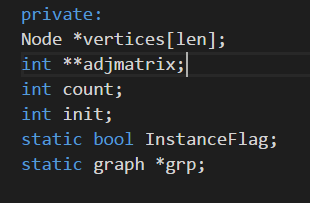 private:
Node *vertices[len];
int **adjmatrix;
int count;
int init;
static bool InstanceFlag;
static graph *grp;